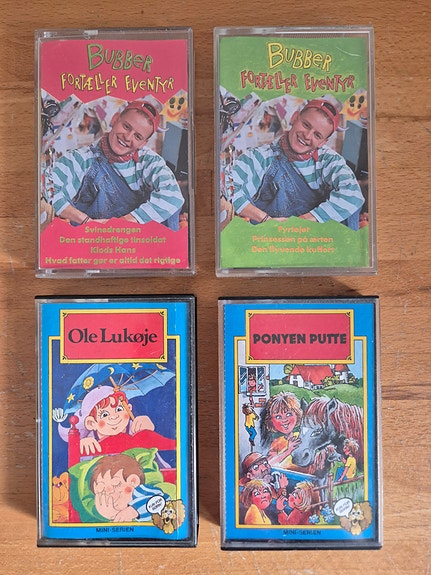 BUBBER
FORTÆLLER EVENTYR
Svinedrengen
Den standhaftige tinsoldat
Klods Hans
Hvad fatter gør er altid det rigtige
BUBBER
FORTÆLLER EVENTYR
Fyrtøjet
Prinsessen på ærten
Den flyvende kuffert
Ole Lukøje
MINI-SERIEN
PONYEN PUTTE
MINI-SERIEN